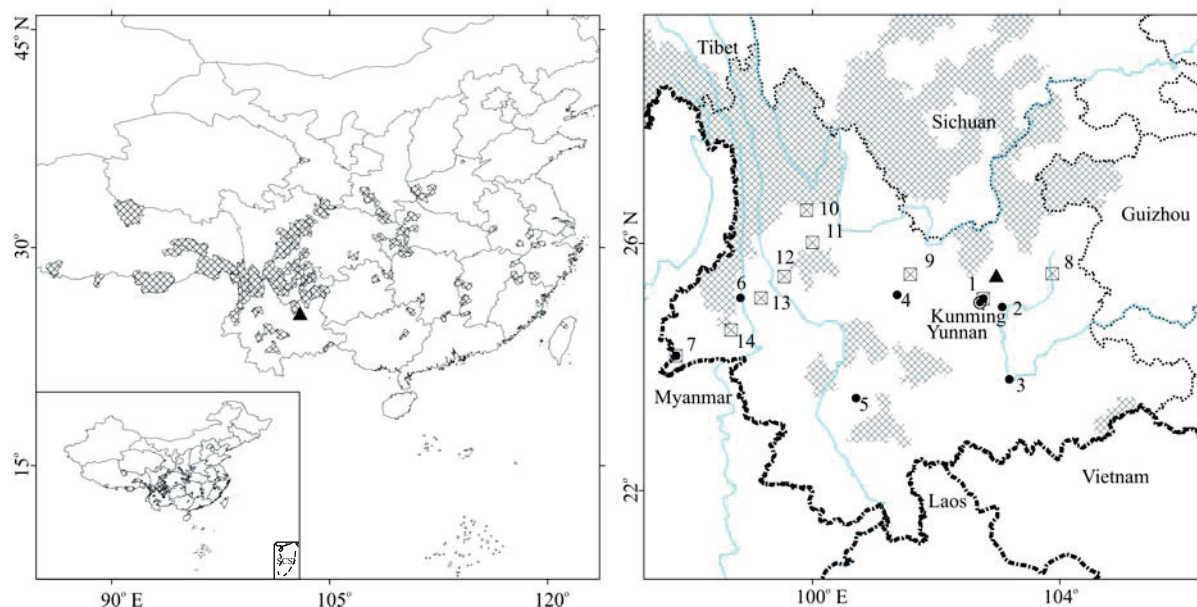 45° N
30°
15°
SCSI
90° E
105°
120°
Tibet
Sichuan
Guizhou
10
11
26° N
12
9
8
6
4
1
2
13
Kunming
Yunnan
14
7
3
Myanmar
5
Vietnam
22°
Laos
100° E
104°